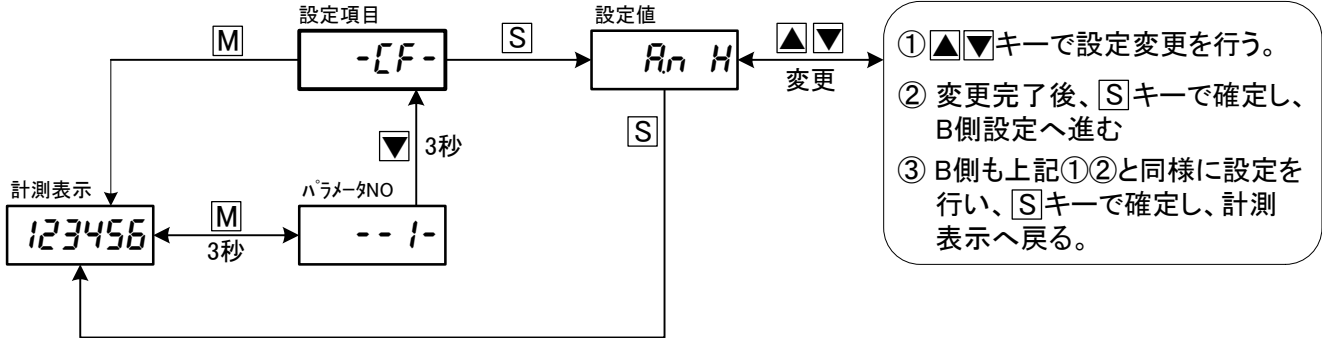 設定項目
M
-CF-
S
設定値
A.n H
▲▼
変更
S
▼ 3秒
計測表示
123456
M
3秒
パラメータNO
--1-
①▲▼キーで設定変更を行う。
② 変更完了後、Sキーで確定し、
B側設定へ進む
③ B側も上記①②と同様に設定を
行い、Sキーで確定し、計測
表示へ戻る。